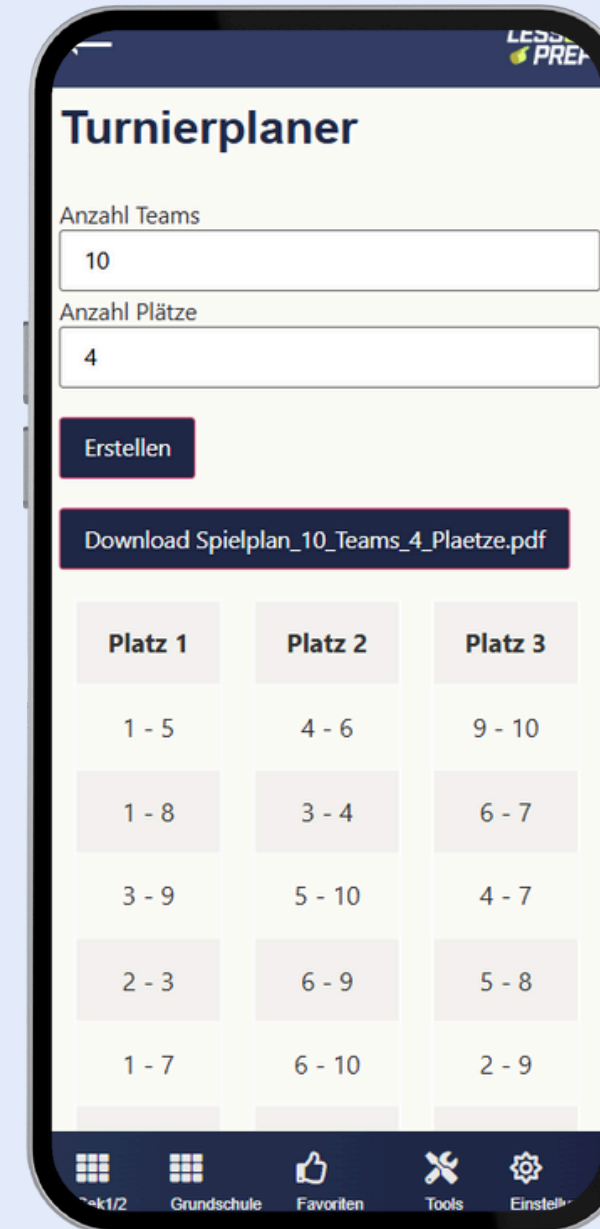 Turnierplaner
Anzahl Teams
10
Anzahl Plätze
4
Erstellen
Download Spielplan_10_Teams_4_Plaetze.pdf
Platz 1 Platz 2 Platz 3
1 - 5 4 - 6 9 - 10
1 - 8 3 - 4 6 - 7
3 - 9 5 - 10 4 - 7
2 - 3 6 - 9 5 - 8
1 - 7 6 - 10 2 - 9
Grundschule Favoriten Tools